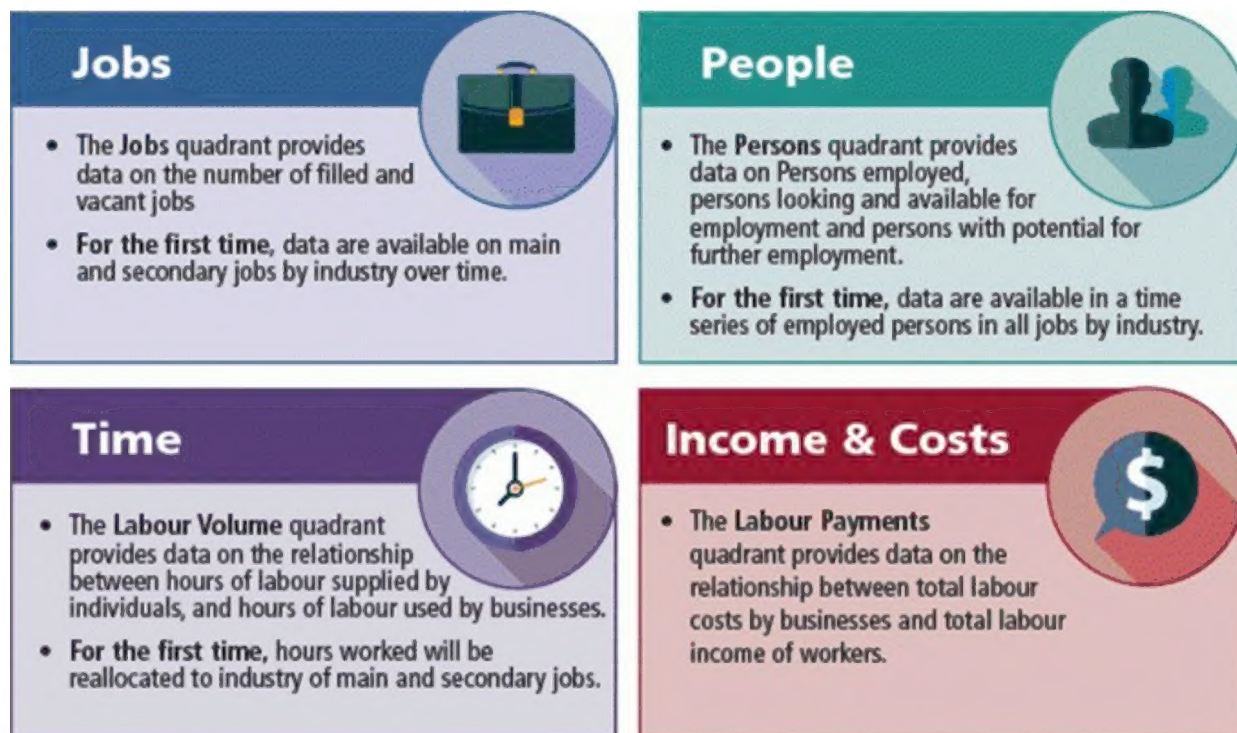 Jobs
• The Jobs quadrant provides
data on the number of filled and
vacant jobs
• For the first time, data are available on main
and secondary jobs by industry over time.
People
• The Persons quadrant provides
data on Persons employed,
persons looking and available for
employment and persons with potential for
further employment.
• For the first time, data are available in a time
series of employed persons in all jobs by industry.
Time
• The Labour Volume quadrant
provides data on the relationship
between hours of labour supplied by
individuals, and hours of labour used by businesses.
• For the first time, hours worked will be
reallocated to industry of main and secondary jobs.
Income & Costs
$
• The Labour Payments
quadrant provides data on the
relationship between total labour
costs by businesses and total labour
income of workers.